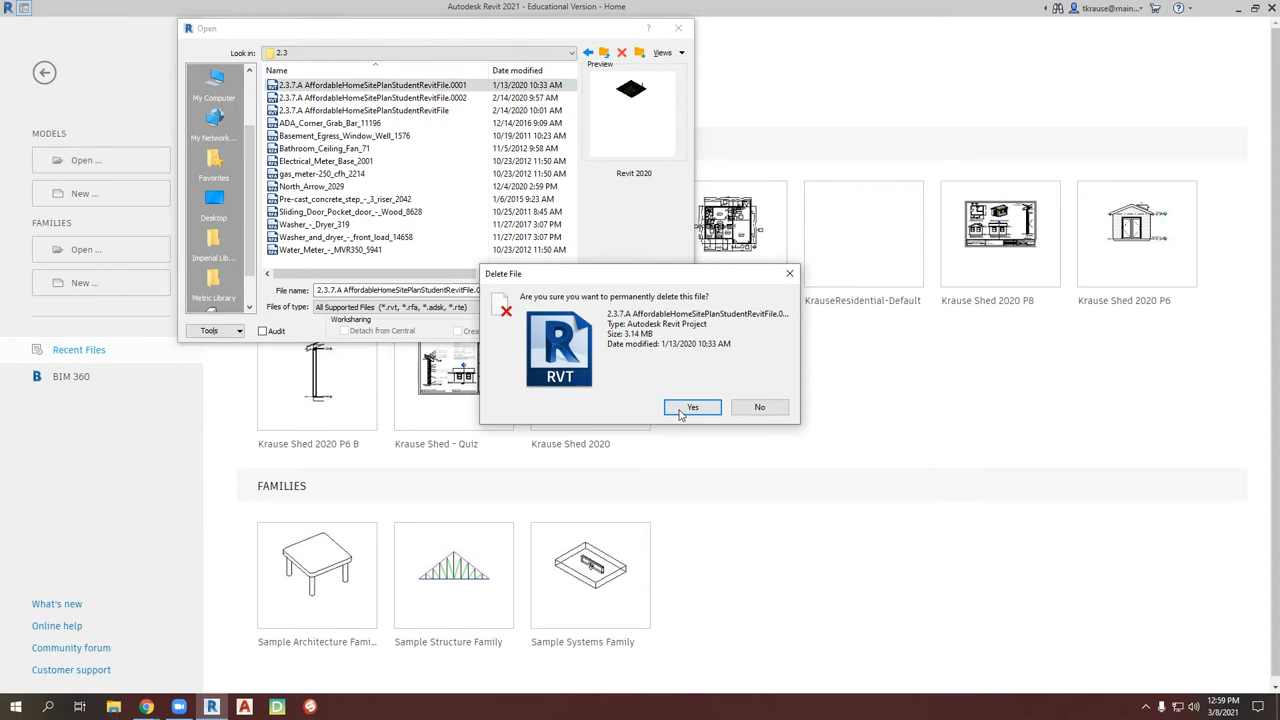 Autodesk Revit 2021 - Educational Version - Home
tkrause@main...
Open
Look in:
2.3
Views
Name
Date modified
Preview
2.3.7.A AffordableHomeSitePlanStudentRevitFile.0001
1/13/2020 10:33 AM
2.3.7.A AffordableHomeSitePlanStudentRevitFile.0002
2/14/2020 9:57 AM
2.3.7.A AffordableHomeSitePlanStudentRevitFile
2/14/2020 10:01 AM
ADA_Corner_Grab_Bar_11196
12/14/2016 9:09 AM
Basement_Egress_Window_Well_1576
10/19/2011 10:23 AM
Bathroom_Ceiling_Fan_71
11/5/2012 8:58 AM
Electrical_Meter_Base_2001
10/23/2012 11:50 AM
gas_meter-250_cfh_2214
10/23/2012 11:50 AM
North_Arrow_2029
12/4/2020 2:59 PM
Pre-cast_concrete_step_-_3_riser_2042
1/6/2015 9:23 AM
Sliding_Door_Pocket_door_-_Wood_8628
10/25/2011 8:45 AM
Washer_-_Dryer_319
11/27/2017 3:07 PM
Washer_and_dryer_-_front_load_14658
11/27/2017 3:07 PM
Water_Meter_-_MVR350_5941
10/23/2012 11:50 AM
My Computer
My Network...
Favorites
Desktop
Imperial Lib...
Metric Library
Revit 2020
File name:
2.3.7.A AffordableHomeSitePlanStudentRevitFile.0
Files of type:
All Supported Files (*.rvt, *.rfa, *.adsk, *.rte)
Worksharing
Tools
Audit
Detach from Central
Crea
Delete File
Are you sure you want to permanently delete this file?
2.3.7.A AffordableHomeSitePlanStudentRevitFile.0...
Type: Autodesk Revit Project
Size: 3.14 MB
Date modified: 1/13/2020 10:33 AM
RVT
Yes
No
MODELS
Open ...
New ...
FAMILIES
Open ...
New ...
Recent Files
BIM 360
What's new
Online help
Community forum
Customer support
KrauseResidential-Default
Krause Shed 2020 P8
Krause Shed 2020 P6
Krause Shed 2020 P6 B
Krause Shed - Quiz
Krause Shed 2020
FAMILIES
Sample Architecture Fami...
Sample Structure Family
Sample Systems Family
12:59 PM
3/8/2021